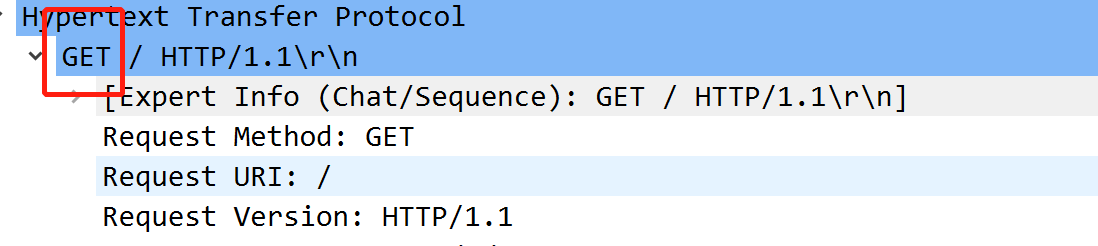 Hypertext Transfer Protocol
GET / HTTP/1.1\r\n
[Expert Info (Chat/Sequence): GET / HTTP/1.1\r\n]
Request Method: GET
Request URI: /
Request Version: HTTP/1.1